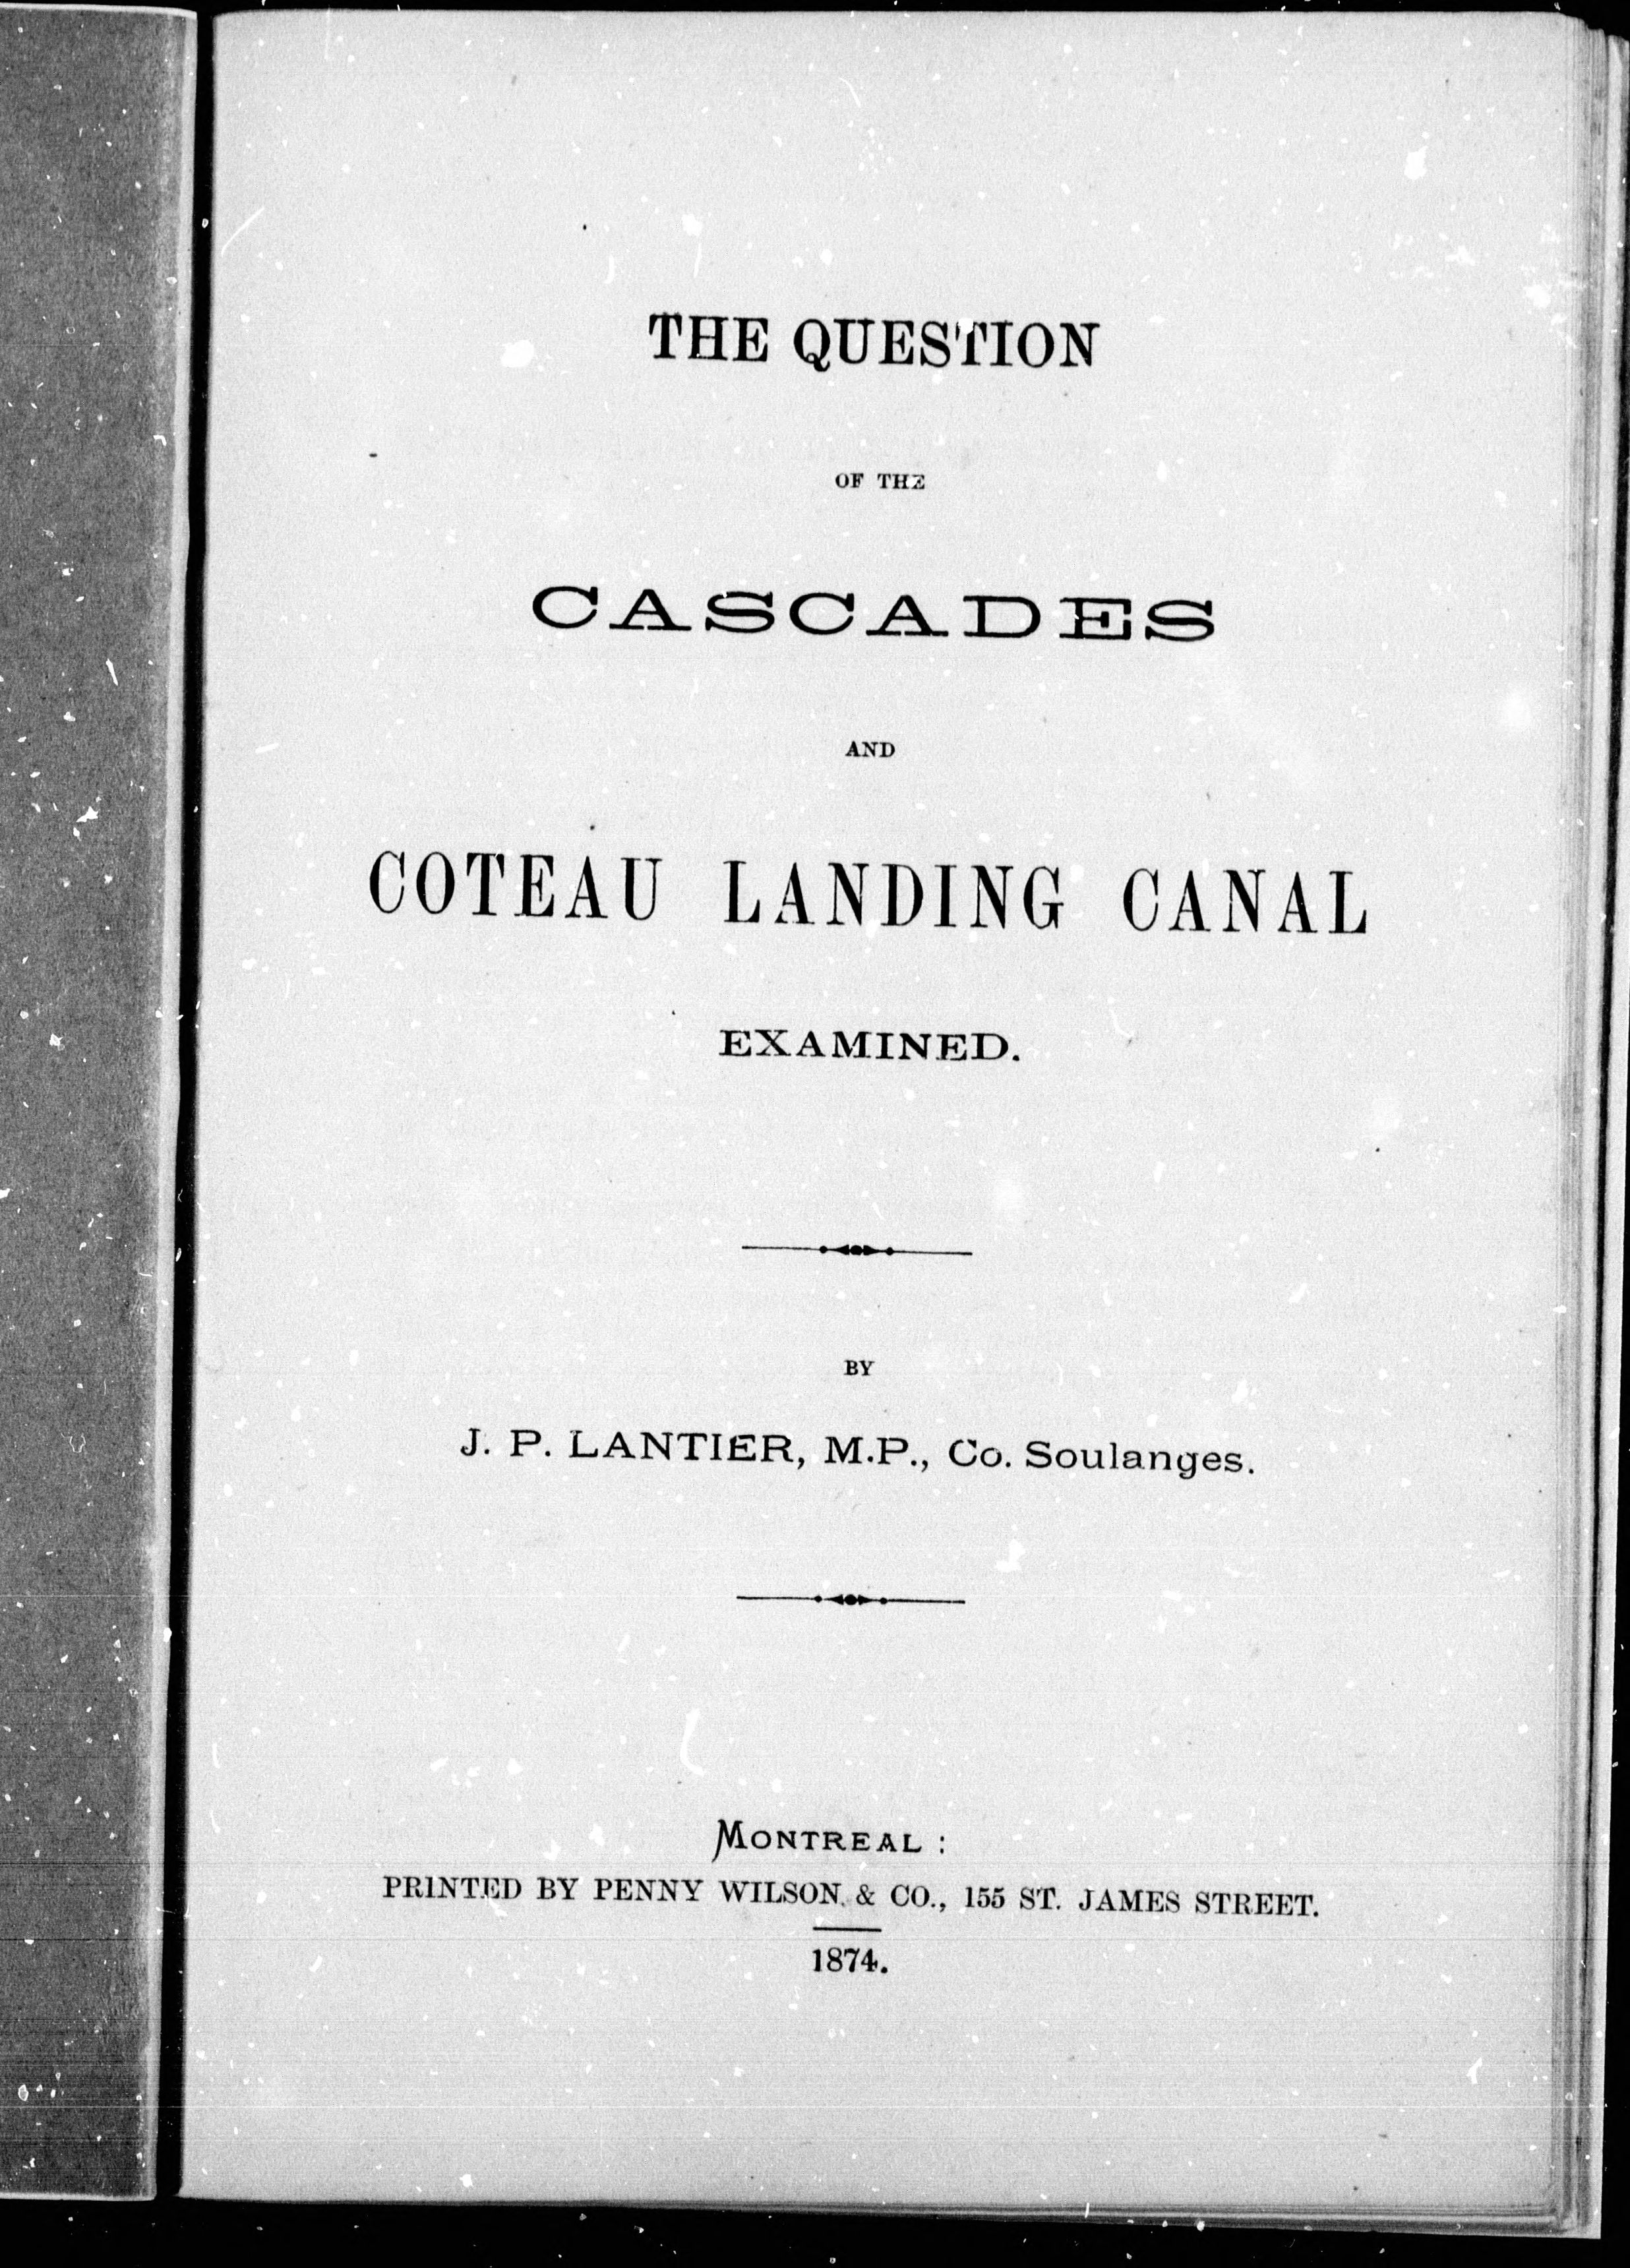 THE QUESTION
OF THE
CASCADES
AND
COTEAU LANDING CANAL
EXAMINED.
BY
J. P. LANTIER, M.P., Co. Soulanges.
MONTREAL :
PRINTED BY PENNY WILSON & CO., 155 ST. JAMES STREET.
1874.